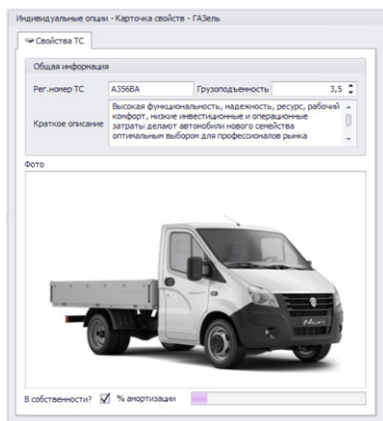 Индивидуальные опции - Карточка свойств - ГАЗель
Свойства ТС
Общая информация
Рег.номер ТС А356ВА Грузоподъемность 3,5
Краткое описание Высокая функциональность, надежность, ресурс, рабочий
комфорт, низкие инвестиционные и операционные
затраты делают автомобили нового семейства
оптимальным выбором для профессионалов рынка
Фото
NEXT
В собственности? % амортизации